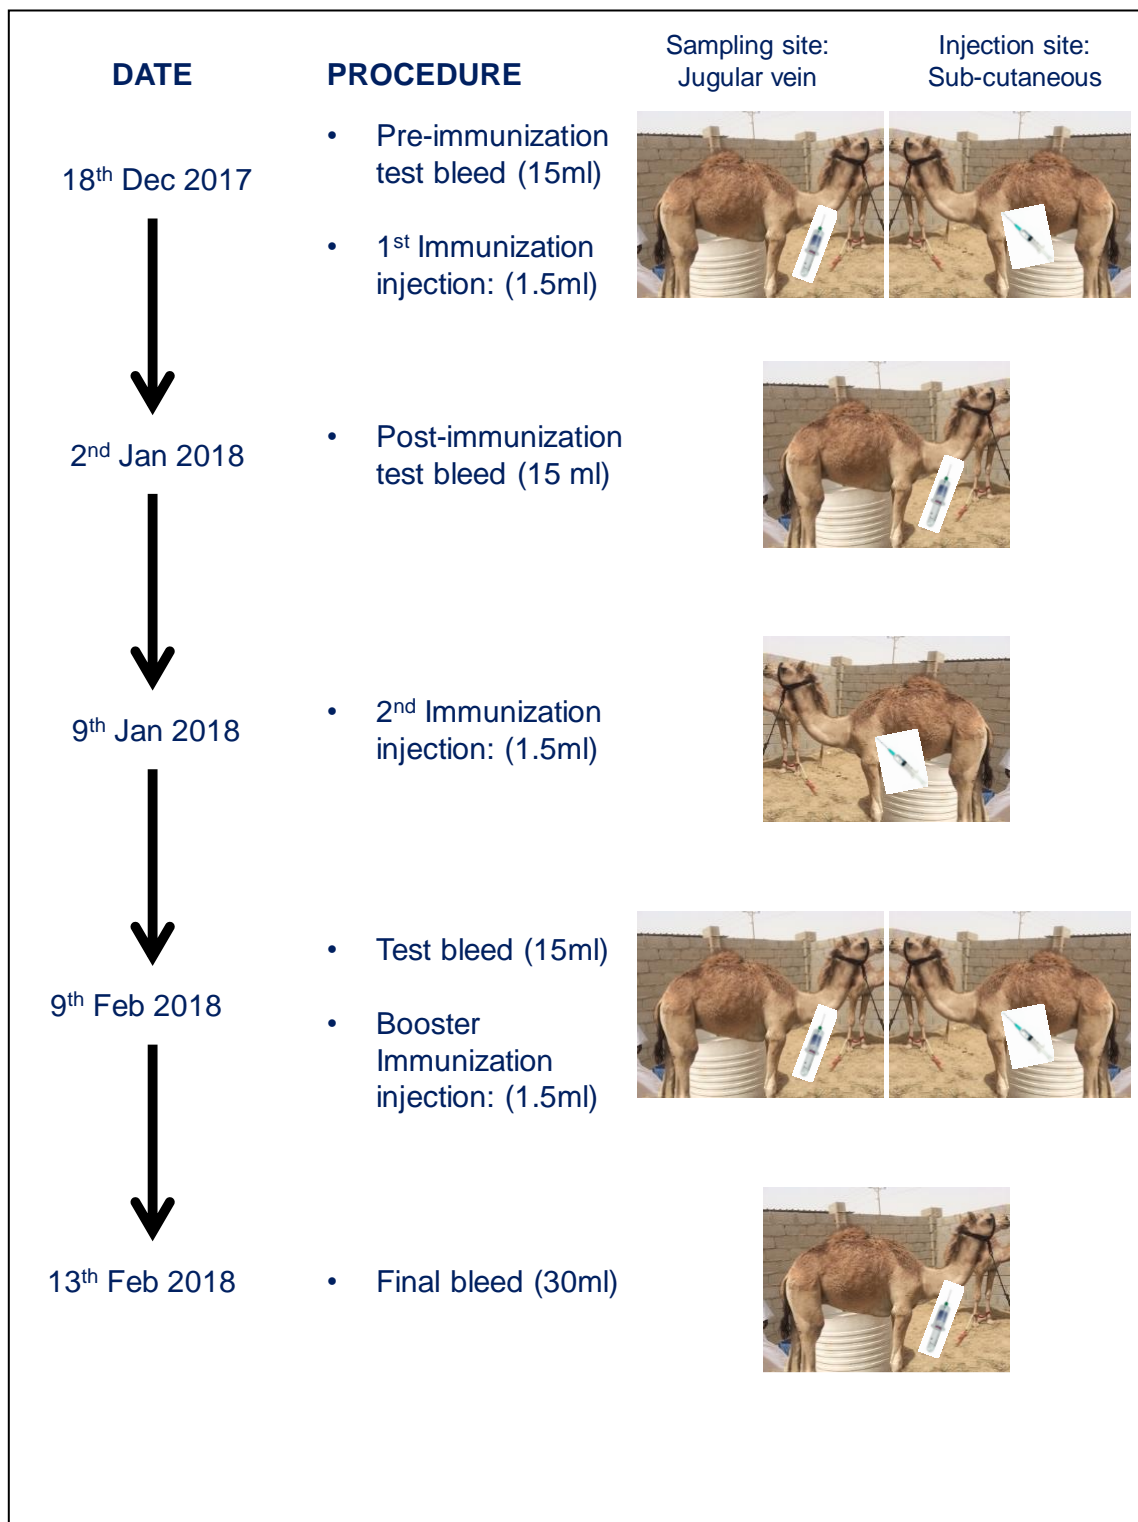 DATE
PROCEDURE
Sampling site:
Jugular vein
Injection site:
Sub-cutaneous
18th Dec 2017
• Pre-immunization
test bleed (15ml)
• 1st Immunization
injection: (1.5ml)
2nd Jan 2018
• Post-immunization
test bleed (15 ml)
9th Jan 2018
• 2nd Immunization
injection: (1.5ml)
9th Feb 2018
• Test bleed (15ml)
• Booster
Immunization
injection: (1.5ml)
13th Feb 2018
• Final bleed (30ml)